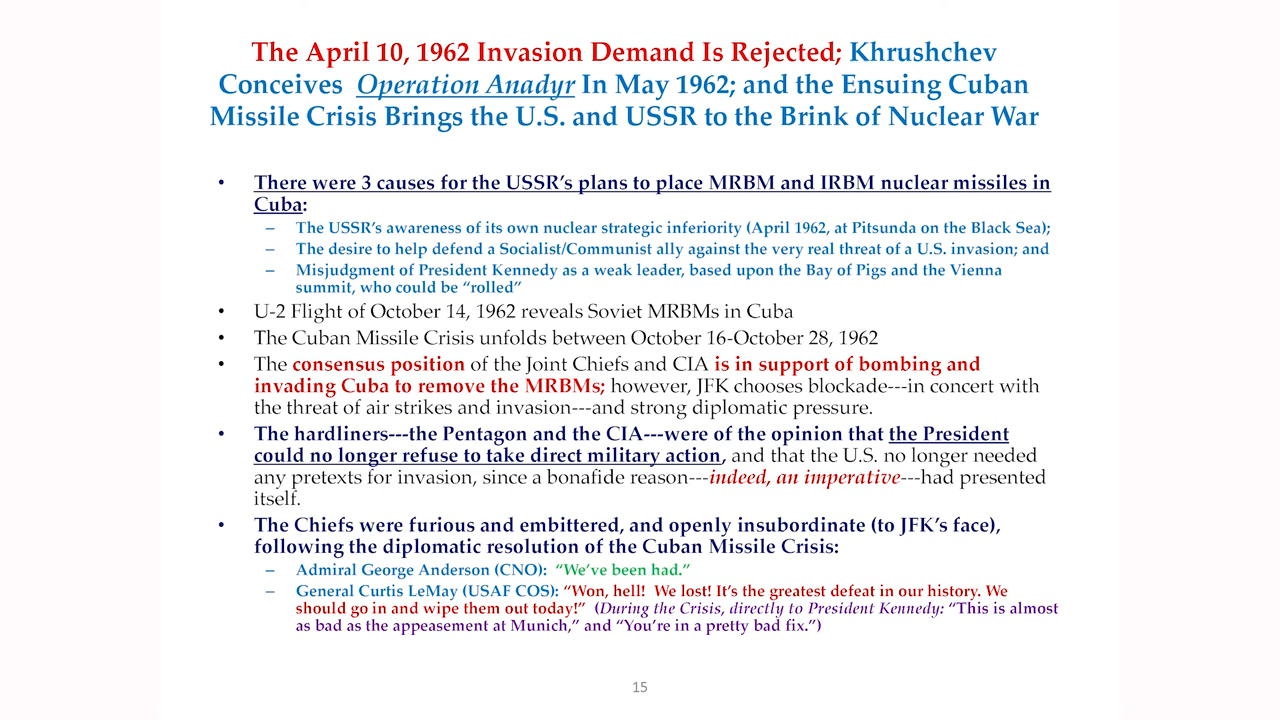 The April 10, 1962 Invasion Demand Is Rejected; Khrushchev
Conceives Operation Anadyr In May 1962; and the Ensuing Cuban
Missile Crisis Brings the U.S. and USSR to the Brink of Nuclear War
• There were 3 causes for the USSR’s plans to place MRBM and IRBM nuclear missiles in
Cuba:
– The USSR’s awareness of its own nuclear strategic inferiority (April 1962, at Pitsunda on the Black Sea);
– The desire to help defend a Socialist/Communist ally against the very real threat of a U.S. invasion; and
– Misjudgment of President Kennedy as a weak leader, based upon the Bay of Pigs and the Vienna
summit, who could be “rolled”
• U-2 Flight of October 14, 1962 reveals Soviet MRBMs in Cuba
• The Cuban Missile Crisis unfolds between October 16-October 28, 1962
• The consensus position of the Joint Chiefs and CIA is in support of bombing and
invading Cuba to remove the MRBMs; however, JFK chooses blockade---in concert with
the threat of air strikes and invasion---and strong diplomatic pressure.
• The hardliners---the Pentagon and the CIA---were of the opinion that the President
could no longer refuse to take direct military action, and that the U.S. no longer needed
any pretexts for invasion, since a bonafide reason---indeed, an imperative---had presented
itself.
• The Chiefs were furious and embittered, and openly insubordinate (to JFK’s face),
following the diplomatic resolution of the Cuban Missile Crisis:
– Admiral George Anderson (CNO): “We’ve been had.”
– General Curtis LeMay (USAF COS): “Won, hell! We lost! It’s the greatest defeat in our history. We
should go in and wipe them out today!” (During the Crisis, directly to President Kennedy: “This is almost
as bad as the appeasement at Munich,” and “You’re in a pretty bad fix.”)
15